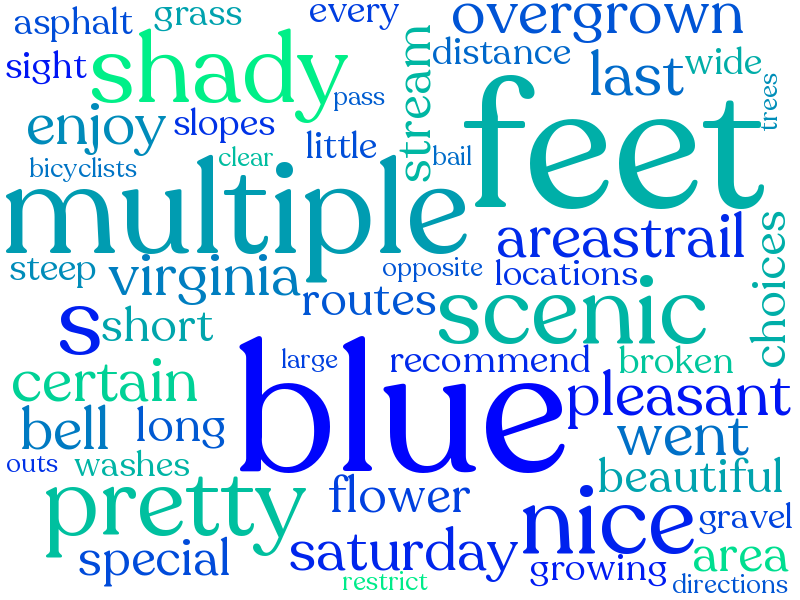 asphalt
grass
every
overgrown
sight
shady
pass
stream
distance
last
wide
trees
enjoy
slopes
little
bail
feet
bicyclists
clear
multiple
areastrail
steep
virginia
opposite
locations
choices
s
short
routes
scenic
large
recommend
broken
certain
blue
pleasant
bell
long
went
outs
washes
beautiful
pretty
flower
nice
gravel
special
saturday
growing
area
restrict
directions